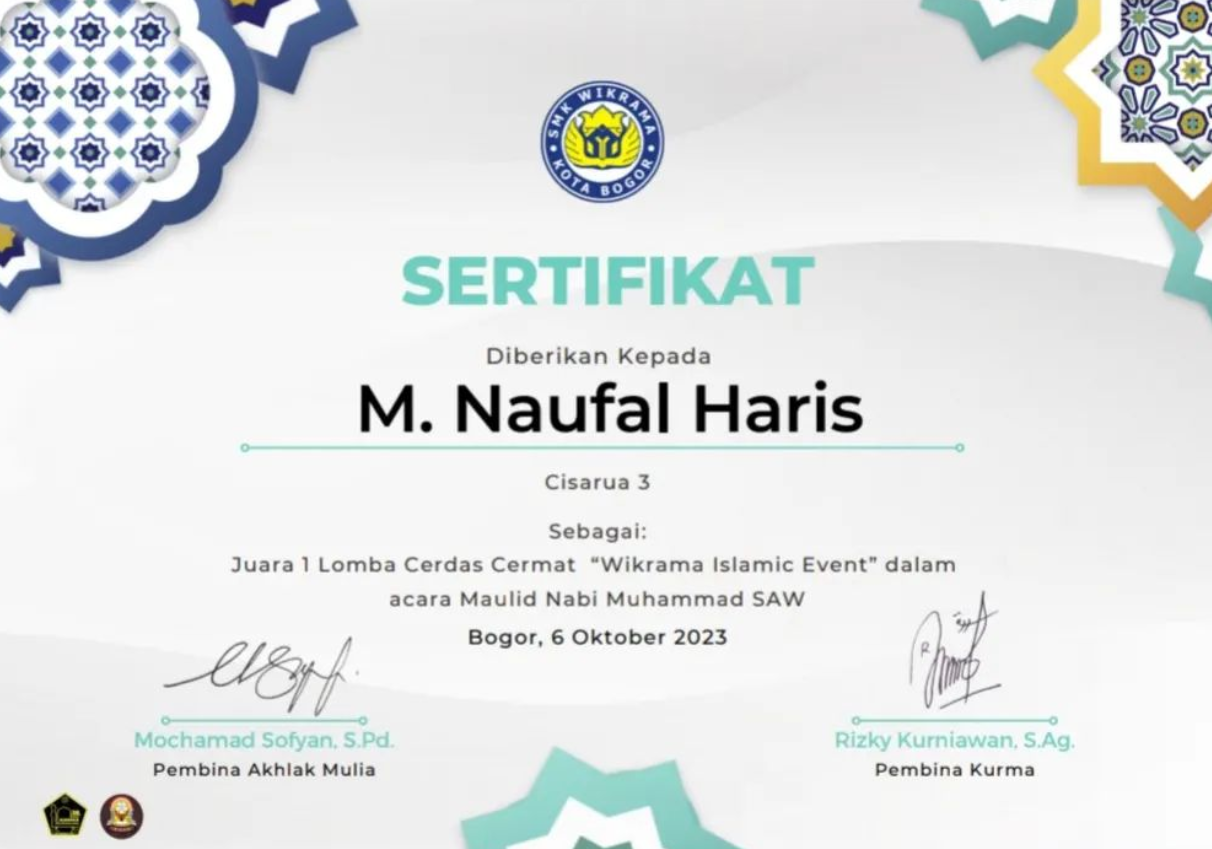 SMK WIKRAMA
KOTA BOGOR
SERTIFIKAT
Diberikan Kepada
M. Naufal Haris
Cisarua 3
Sebagai:
Juara 1 Lomba Cerdas Cermat “Wikrama Islamic Event” dalam
acara Maulid Nabi Muhammad SAW
Bogor, 6 Oktober 2023
Mochamad Sofyan, S.Pd.
Pembina Akhlak Mulia
Rizky Kurniawan, S.Ag.
Pembina Kurma